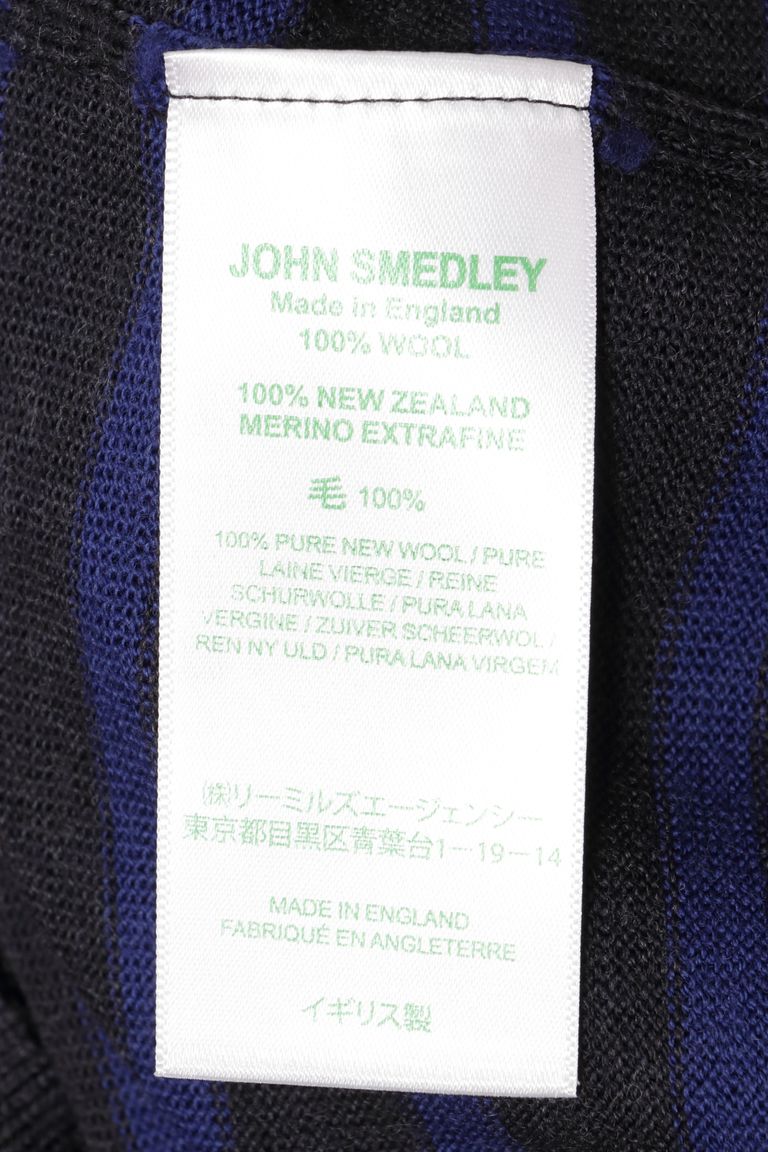 JOHN SMEDLEY
Made in England
100% WOOL
100% NEW ZEALAND
MERINO EXTRAFINE
毛 100%
100% PURE NEW WOOL / PURE
LAINE VIERGE / REINE
SCHURWOLLE / PURA LANA
VERGINE / ZUIVER SCHEERWOL /
REN NY ULD / PURA LANA VIRGEM
㈱リーミルズエージェンシー
東京都目黒区青葉台1－19－14
MADE IN ENGLAND
FABRIQUÉ EN ANGLETERRE
イギリス製